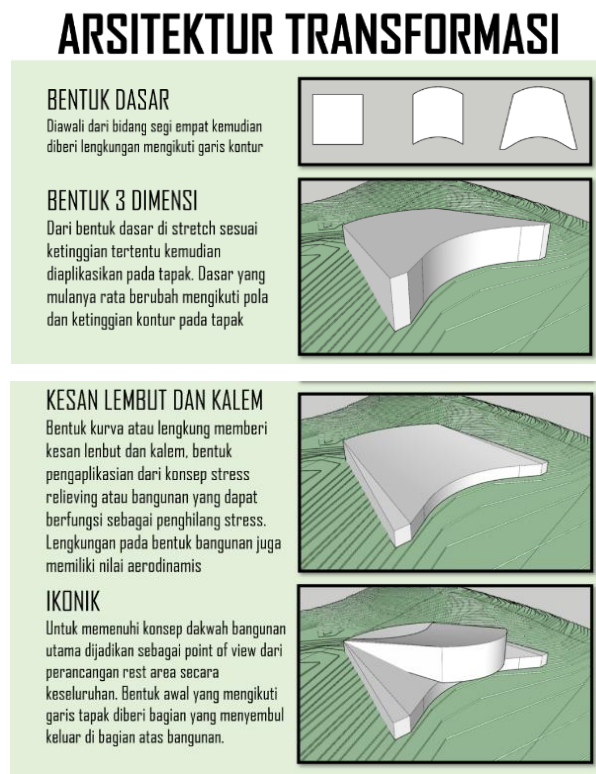 ARSITEKTUR TRANSFORMASI
BENTUK DASAR
Diawali dari bidang segi empat kemudian
diberi lengkungan mengikuti garis kontur
BENTUK 3 DIMENSI
Dari bentuk dasar di stretch sesuai
ketinggian tertentu kemudian
diaplikasikan pada tapak. Dasar yang
mulanya rata berubah mengikuti pola
dan ketinggian kontur pada tapak
KESAN LEMBUT DAN KALEM
Bentuk kurva atau lengkung memberi
kesan lenbut dan kalem, bentuk
pengaplikasian dari konsep stress
relieving atau bangunan yang dapat
berfungsi sebagai penghilang stress.
Lengkungan pada bentuk bangunan juga
memiliki nilai aerodinamis
IKONIK
Untuk memenuhi konsep dakwah bangunan
utama dijadikan sebagai point of view dari
perancangan rest area secara
keseluruhan. Bentuk awal yang mengikuti
garis tapak diberi bagian yang menyembul
keluar di bagian atas bangunan.